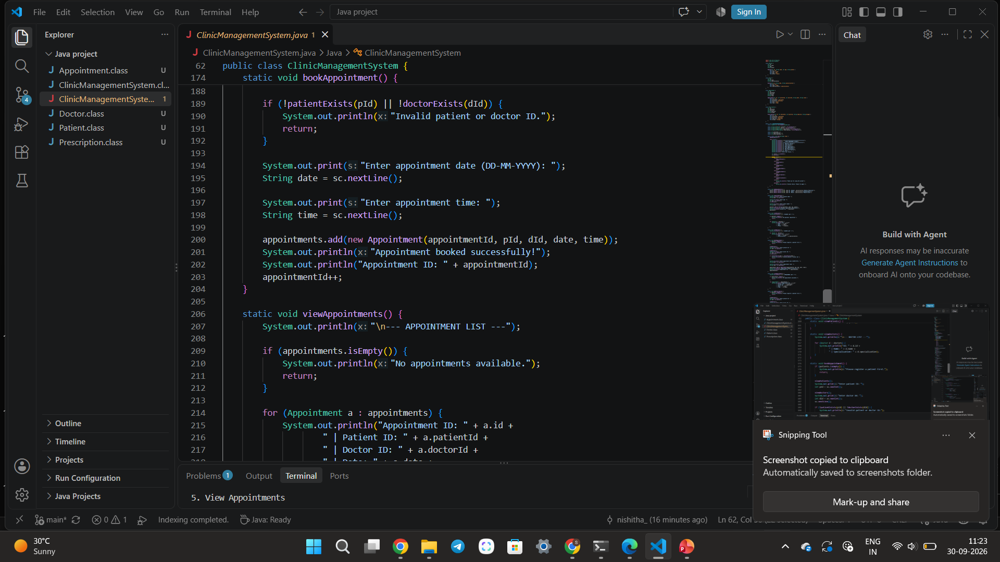 File Edit Selection View Go Run Terminal Help
Java project
Sign In
Explorer
Java project
Appointment.class U
ClinicManagementSystem.cl...
ClinicManagementSyste... 1
Doctor.class U
Patient.class U
Prescription.class U
Outline
Timeline
Projects
Run Configuration
Java Projects
4
ClinicManagementSystem.java 1
ClinicManagementSystem.java > Java > ClinicManagementSystem
62 public class ClinicManagementSystem {
174 static void bookAppointment() {
188
189 if (!patientExists(pId) || !doctorExists(dId)) {
190 System.out.println(x: "Invalid patient or doctor ID.");
191 return;
192 }
193
194 System.out.print(s: "Enter appointment date (DD-MM-YYYY): ");
195 String date = sc.nextLine();
196
197 System.out.print(s: "Enter appointment time: ");
198 String time = sc.nextLine();
199
200 appointments.add(new Appointment(appointmentId, pId, dId, date, time));
201 System.out.println(x: "Appointment booked successfully!");
202 System.out.println("Appointment ID: " + appointmentId);
203 appointmentId++;
204 }
205
206 static void viewAppointments() {
207 System.out.println(x: "\n--- APPOINTMENT LIST ---");
208
209 if (appointments.isEmpty()) {
210 System.out.println(x: "No appointments available.");
211 return;
212 }
213
214 for (Appointment a : appointments) {
215 System.out.println("Appointment ID: " + a.id +
216 " | Patient ID: " + a.patientId +
217 " | Doctor ID: " + a.doctorId +
Problems 1 Output Terminal Ports
5. View Appointments
Chat
Build with Agent
AI responses may be inaccurate
Generate Agent Instructions to
onboard AI onto your codebase.
Snipping Tool
Screenshot copied to clipboard
Automatically saved to screenshots folder.
Mark-up and share
main* 0 1 Indexing completed. Java: Ready nishitha_ (16 minutes ago)
30°C
Sunny
ENG
IN
11:23
30-09-2026